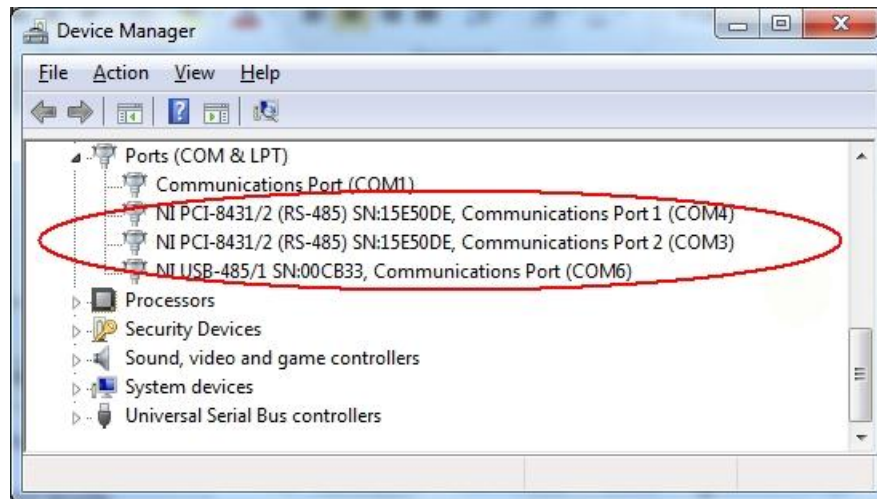 Device Manager
File Action View Help
Ports (COM & LPT)
Communications Port (COM1)
NI PCI-8431/2 (RS-485) SN:15E50DE, Communications Port 1 (COM4)
NI PCI-8431/2 (RS-485) SN:15E50DE, Communications Port 2 (COM3)
NI USB-485/1 SN:00CB33, Communications Port (COM6)
Processors
Security Devices
Sound, video and game controllers
System devices
Universal Serial Bus controllers